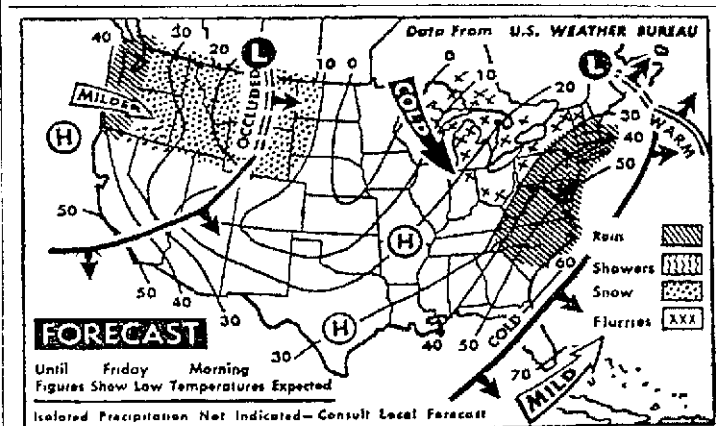 Data From U.S. WEATHER BUREAU
40 30 20 L 10 0 0 10 20 L
MILDER
OCCLUDED
COLD
30
40
WARM
H
50
50
H
Rain
Showers
Snow
Flurries XXX
60
50 40 30
COLD
FORECAST
H
30
40 50
70
MILD
Until Friday Morning
Figures Show Low Temperatures Expected
Isolated Precipitation Not Indicated—Consult Local Forecast